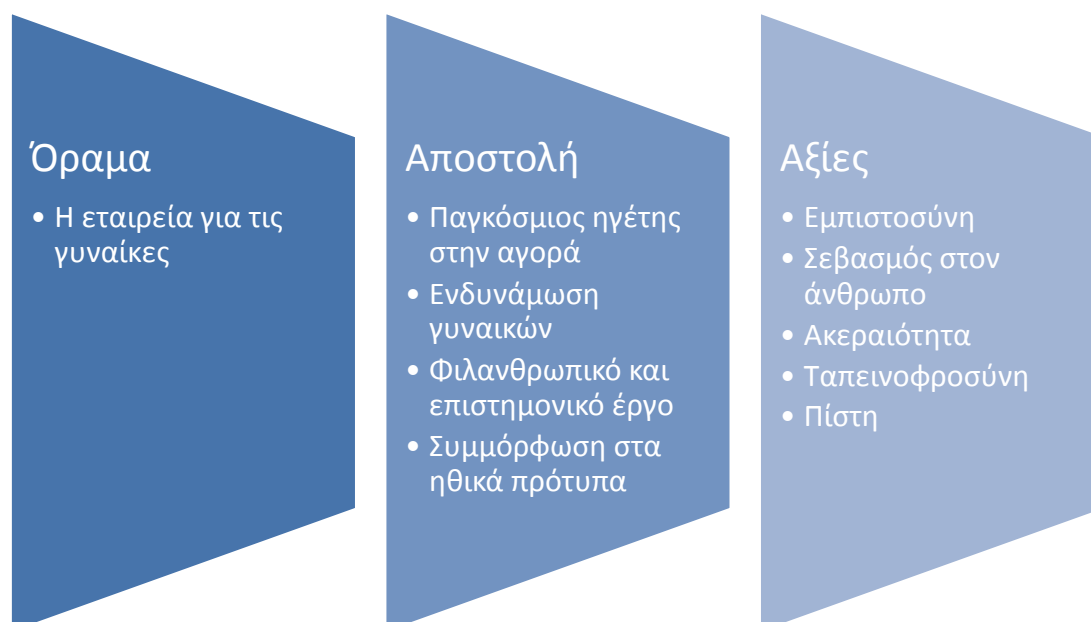 Όραμα
• Η εταιρεία για τις
γυναίκες
Αποστολή
• Παγκόσμιος ηγέτης
στην αγορά
• Ενδυνάμωση
γυναικών
• Φιλανθρωπικό και
επιστημονικό έργο
• Συμμόρφωση στα
ηθικά πρότυπα
Αξίες
• Εμπιστοσύνη
• Σεβασμός στον
άνθρωπο
• Ακεραιότητα
• Ταπεινοφροσύνη
• Πίστη